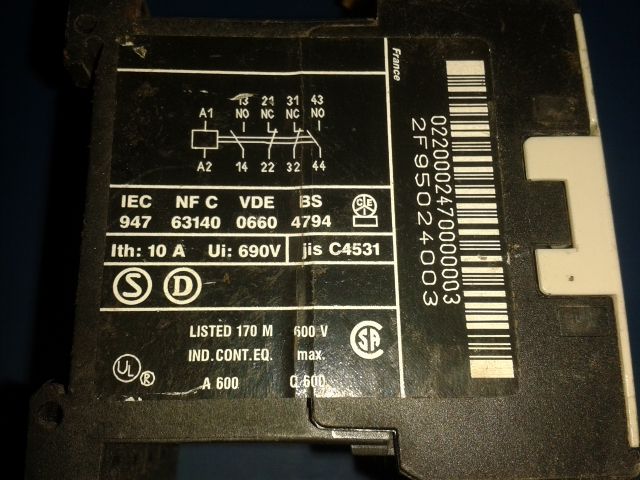 13 21 31 43
A1 NO NC NC NO
A2 14 22 32 44
IEC NF C VDE BS
947 63140 0660 4794
Ith: 10 A Ui: 690V jis C4531
S D
LISTED 170 M 600 V
IND.CONT.EQ. max.
A 600 Q 600
UL R
France
0220002470000003
2F95024003